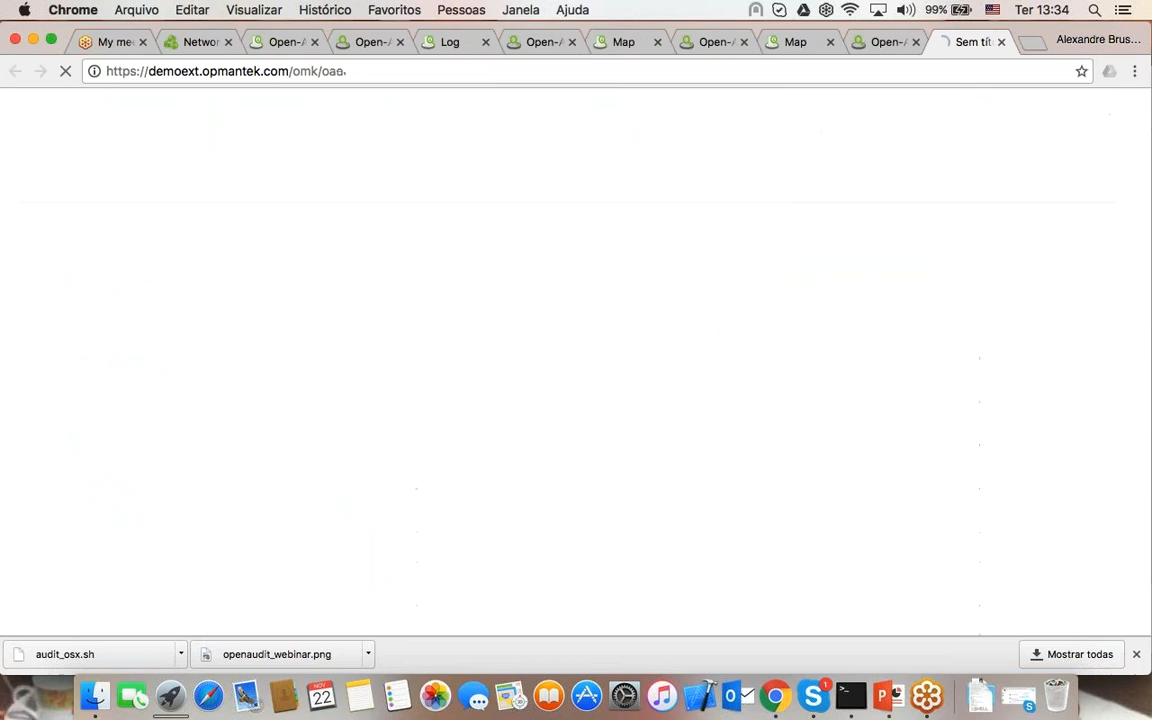 Chrome Arquivo Editar Visualizar Histórico Favoritos Pessoas Janela Ajuda 99% Ter 13:34
My me Networ Open-A Open- Log Open-A Map Open-A Map Open-A Sem tít Alexandre Brus...
https://demoext.opmantek.com/omk/oae
audit_osx.sh openaudit_webinar.png Mostrar todas
NOV
22
1